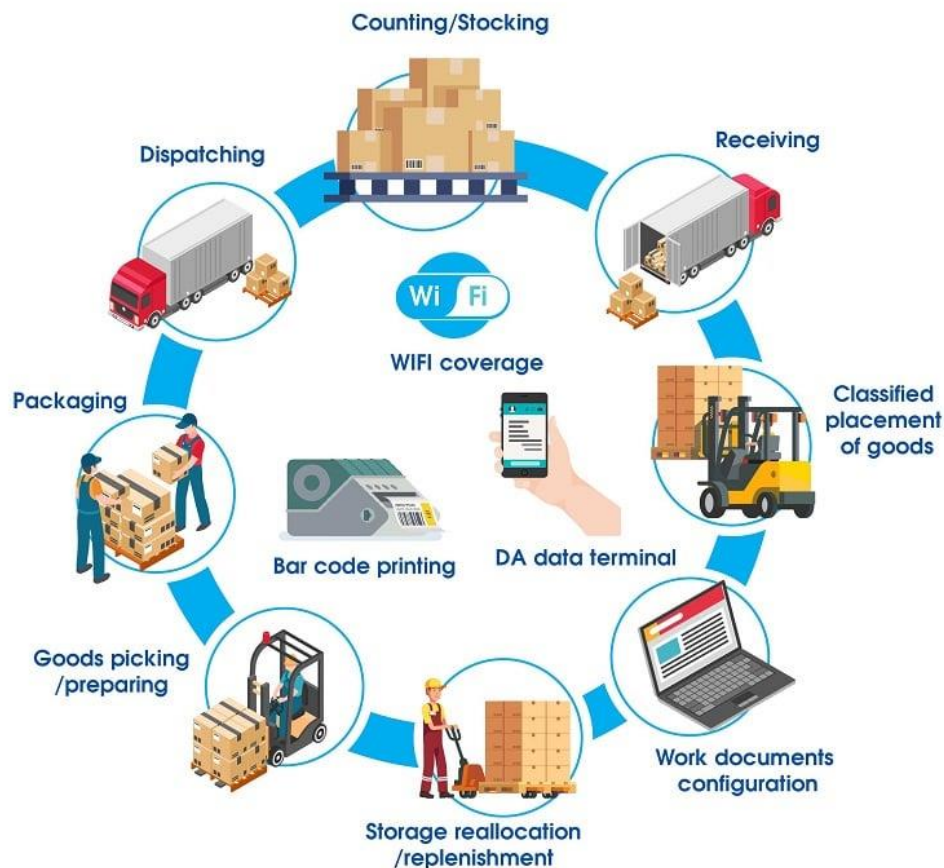 Counting/Stocking
Dispatching
Receiving
Wi Fi
WIFI coverage
Packaging
Classified
placement
of goods
Bar code printing
DA data terminal
Goods picking
/preparing
Work documents
configuration
Storage reallocation
/replenishment